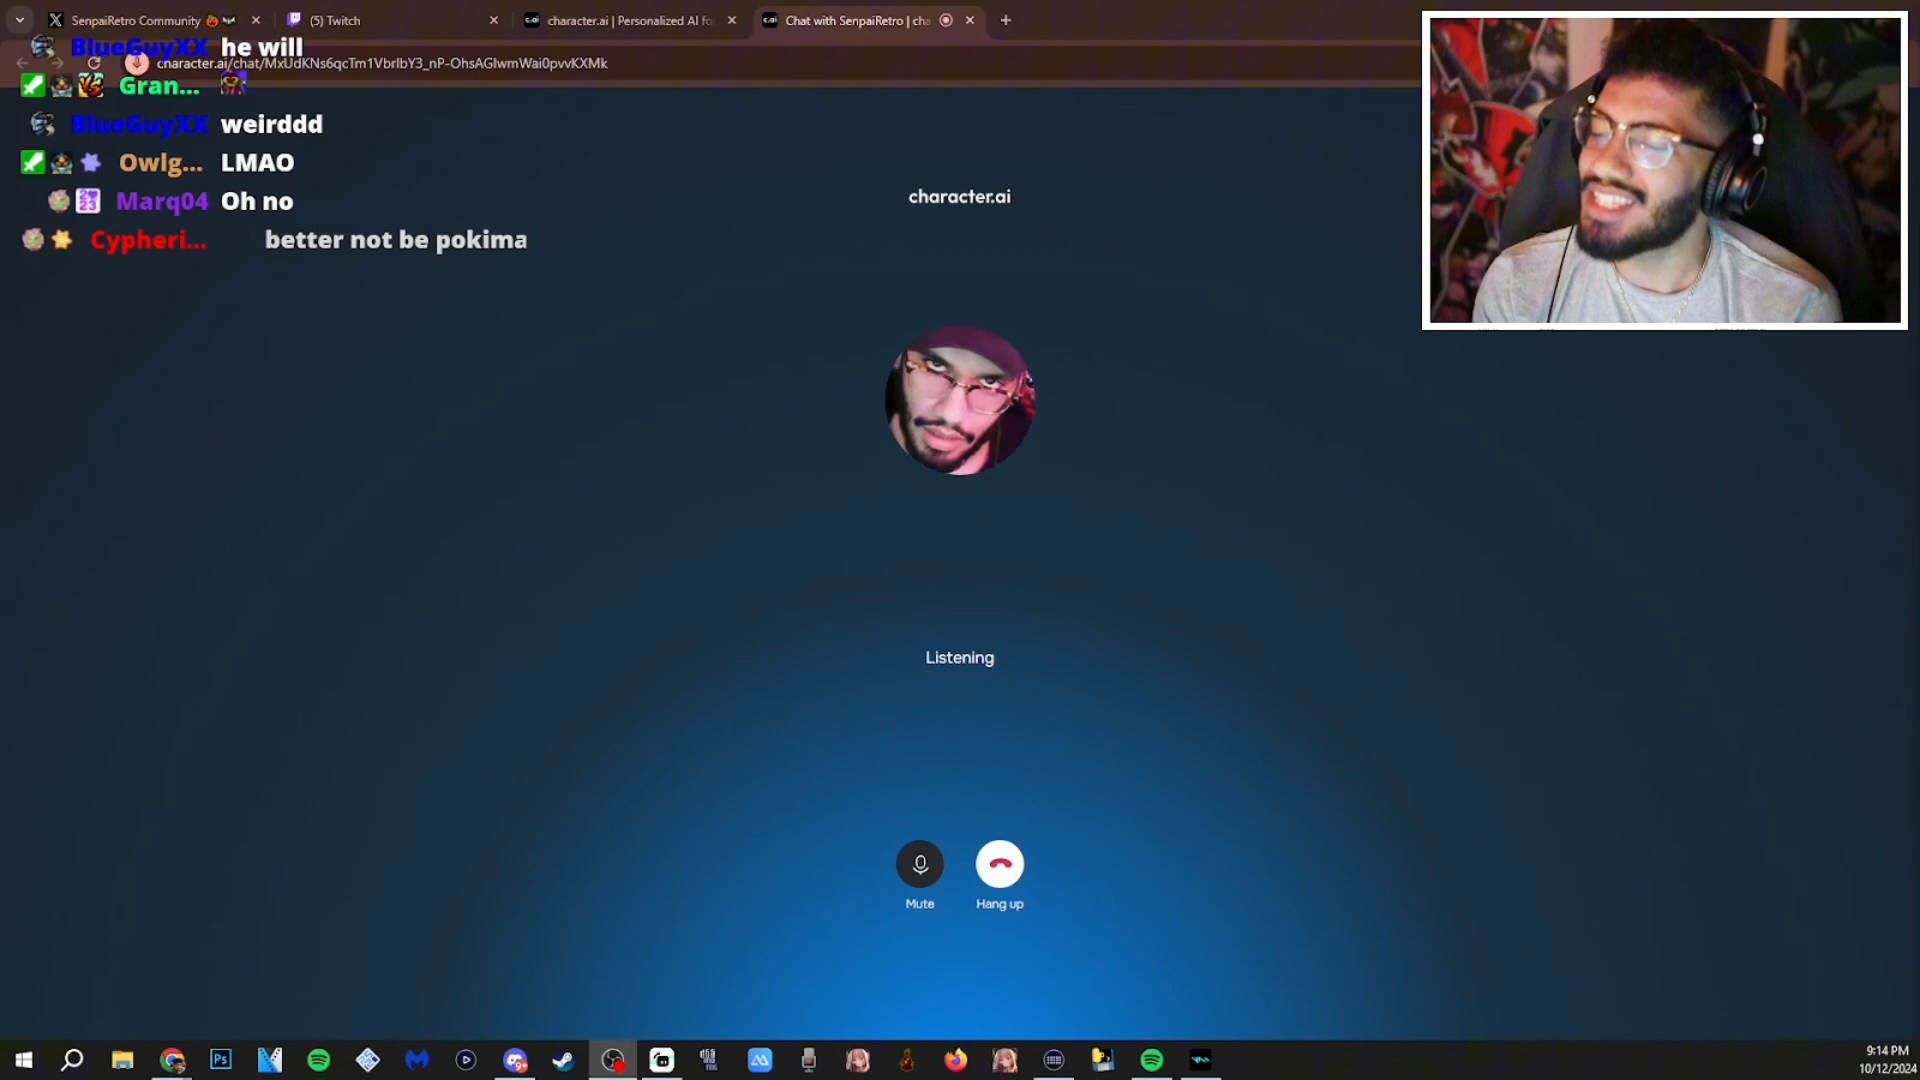 SenpaiRetro Community
(5) Twitch
character.ai | Personalized AI fo
Chat with SenpaiRetro | cha
BlueGuyXX he will
character.ai/chat/MxUdKNs6qcTm1VbrIbY3_nP-OhsAGIwmWai0pvvKXMk
Gran...
BlueGuyXX weirddd
Owlg... LMAO
Marq04 Oh no
Cypheri... better not be pokima
character.ai
Listening
Mute
Hang up
9:14 PM
10/12/2024